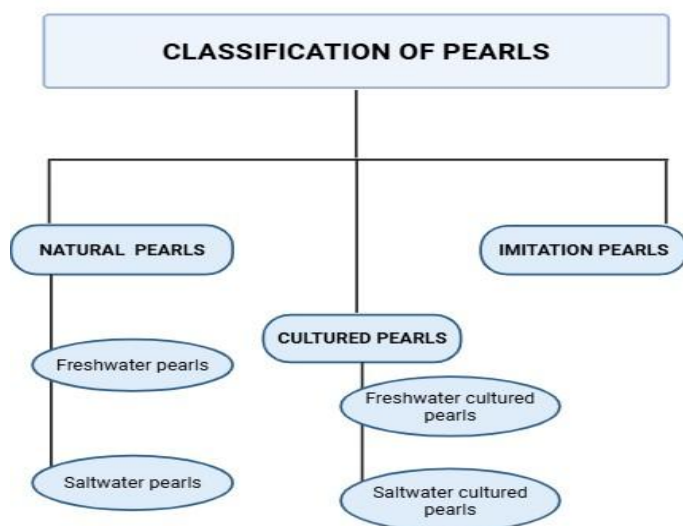 CLASSIFICATION OF PEARLS
NATURAL PEARLS
IMITATION PEARLS
CULTURED PEARLS
Freshwater pearls
Freshwater cultured
pearls
Saltwater pearls
Saltwater cultured
pearls